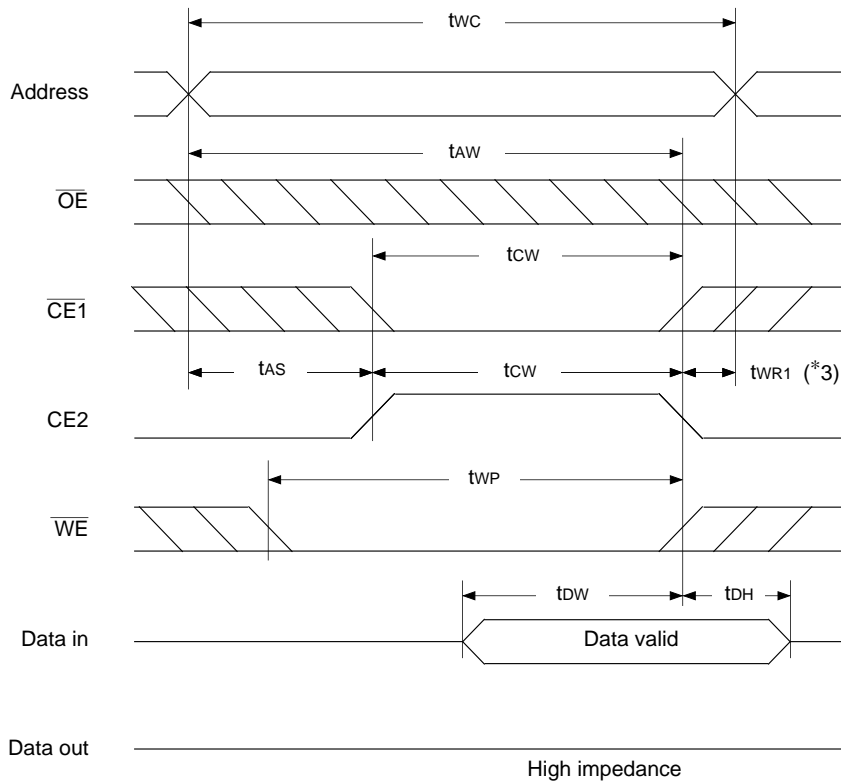 tWC
Address
tAW
OE
tCW
CE1
tAS
tCW
tWR1 (*3)
CE2
tWP
WE
tDW
tDH
Data in
Data valid
Data out
High impedance